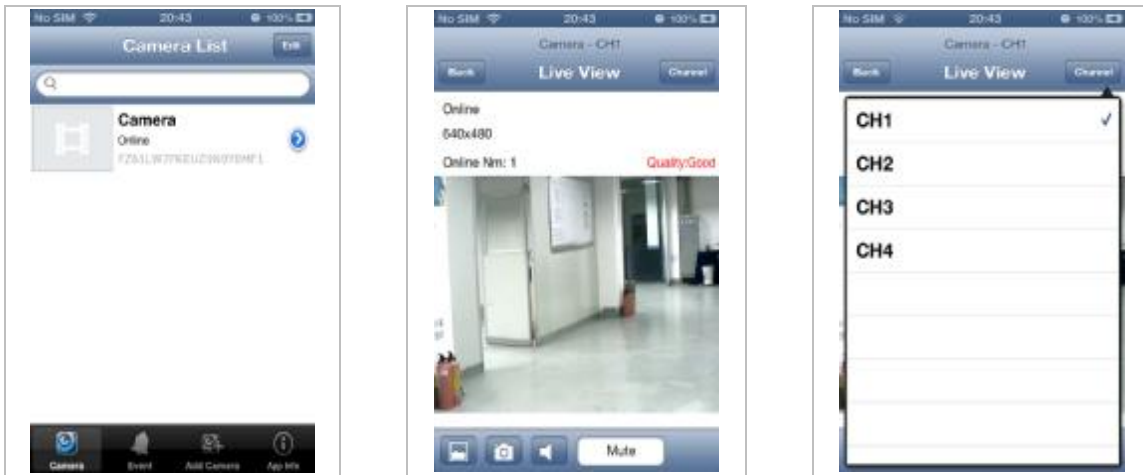 No SIM 20:43 100%
Camera List Edit
Camera
Online
Camera Event Add Camera App Info
No SIM 20:43 100%
Camera - CH1
Back Live View Channel
Online
640x480
Online Nm: 1 Quality:Good
Mute
No SIM 20:43 100%
Camera - CH1
Back Live View Channel
CH1
CH2
CH3
CH4